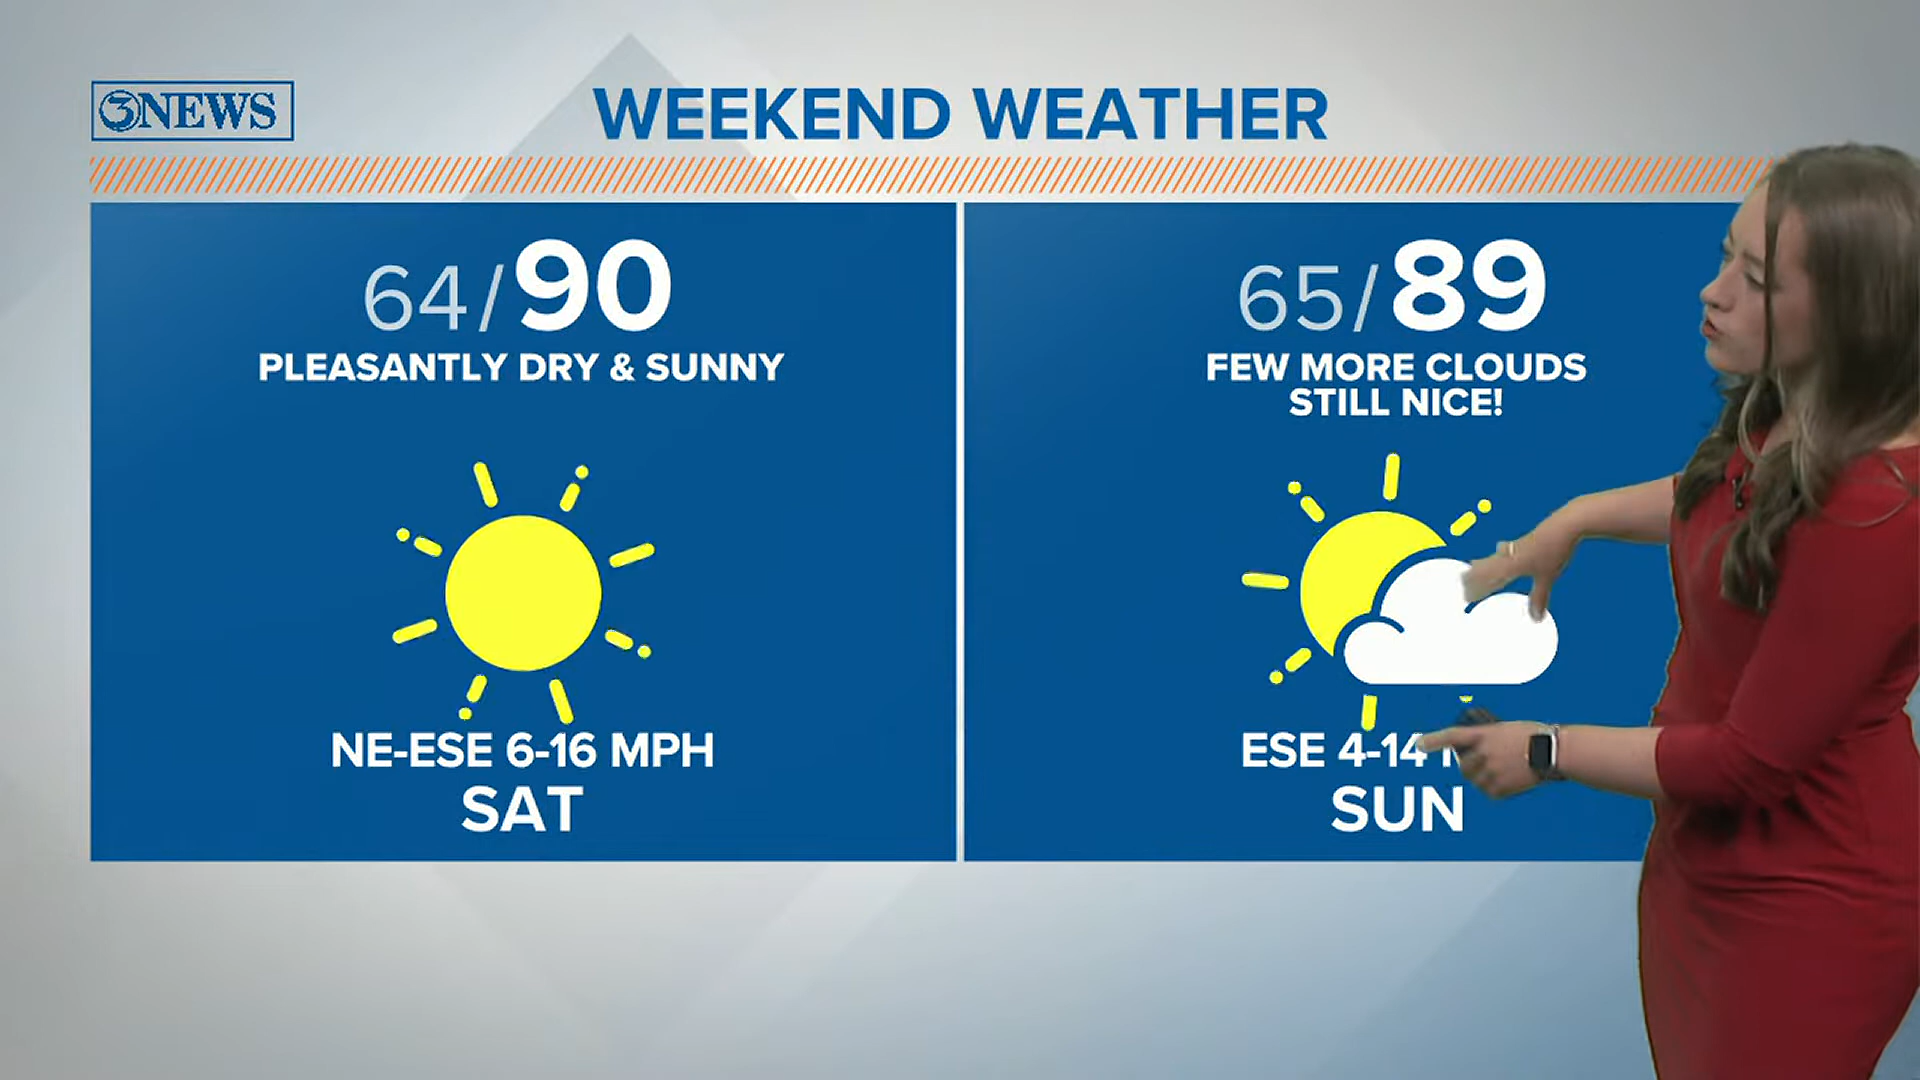 3NEWS
WEEKEND WEATHER
64/90
PLEASANTLY DRY & SUNNY
NE-ESE 6-16 MPH
SAT
65/89
FEW MORE CLOUDS
STILL NICE!
ESE 4-14
SUN